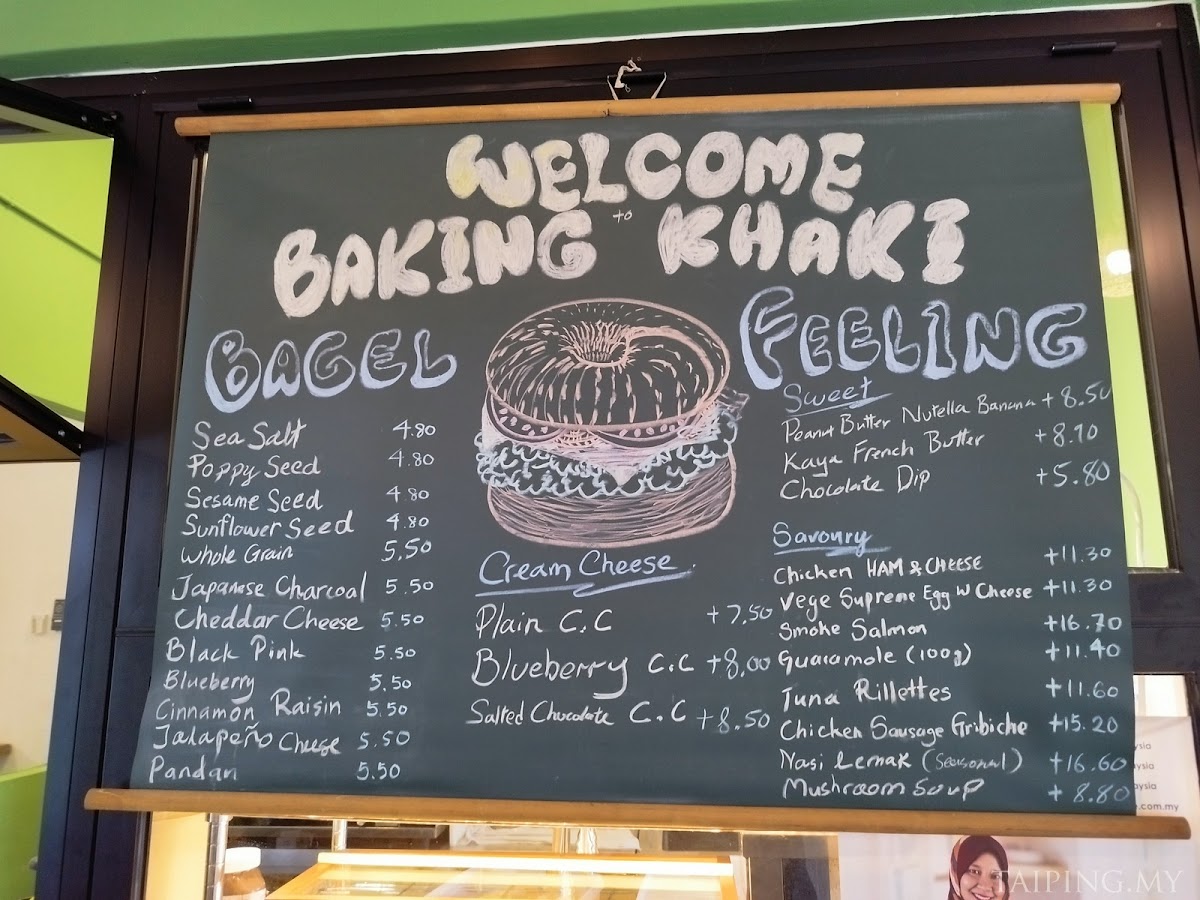 WELCOME
to
BAKING KHAKI
BAGEL
Sea Salt 4.80
Poppy Seed 4.80
Sesame Seed 4.80
Sunflower Seed 4.80
Whole Grain 5.50
Japanese Charcoal 5.50
Cheddar Cheese 5.50
Black Pink 5.50
Blueberry 5.50
Cinnamon Raisin 5.50
Jalapeño Cheese 5.50
Pandan 5.50
Cream Cheese
Plain C.C +7.50
Blueberry C.C +8.00
Salted Chocolate C.C +8.50
FEELING
Sweet
Peanut Butter Nutella Banana +8.50
Kaya French Butter +8.10
Chocolate Dip +5.80
Savoury
Chicken HAM & CHEESE +11.30
Vege Supreme Egg W Cheese +11.30
Smoke Salmon +16.70
Guacamole (100g) +11.40
Tuna Rillettes +11.60
Chicken Sausage Gribiche +15.20
Nasi Lemak (Seasonal) +16.60
Mushroom Soup +8.80
.com.my
TAIPING.MY